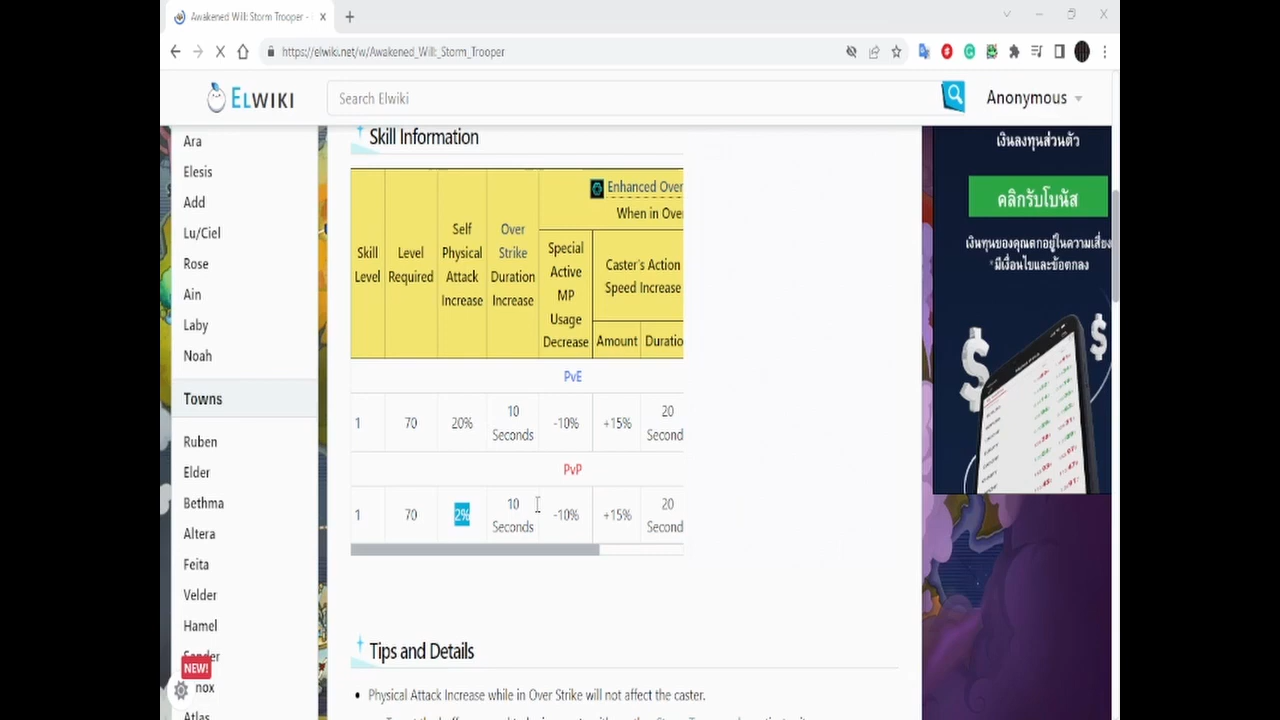 Awakened Will: Storm Trooper -
https://elwiki.net/w/Awakened_Will:_Storm_Trooper
ELWIKI
Search Elwiki
Anonymous
Ara
Elesis
Add
Lu/Ciel
Rose
Ain
Laby
Noah
Towns
Ruben
Elder
Bethma
Altera
Feita
Velder
Hamel
Sander
NEW!
nox
Atlas
Skill Information
Skill Level
Level Required
Self Physical Attack Increase
Over Strike Duration Increase
Enhanced Over
When in Over
Special Active MP Usage Decrease
Caster's Action Speed Increase
Amount
Duratio
PvE
1 70 20% 10 Seconds -10% +15% 20 Second
PvP
1 70 2% 10 Seconds -10% +15% 20 Second
Tips and Details
Physical Attack Increase while in Over Strike will not affect the caster.
เงินลงทุนส่วนตัว
คลิกรับโบนัส
เงินทุนของคุณตกอยู่ในความเสี่ยง
*มีเงื่อนไขและข้อตกลง
$
$